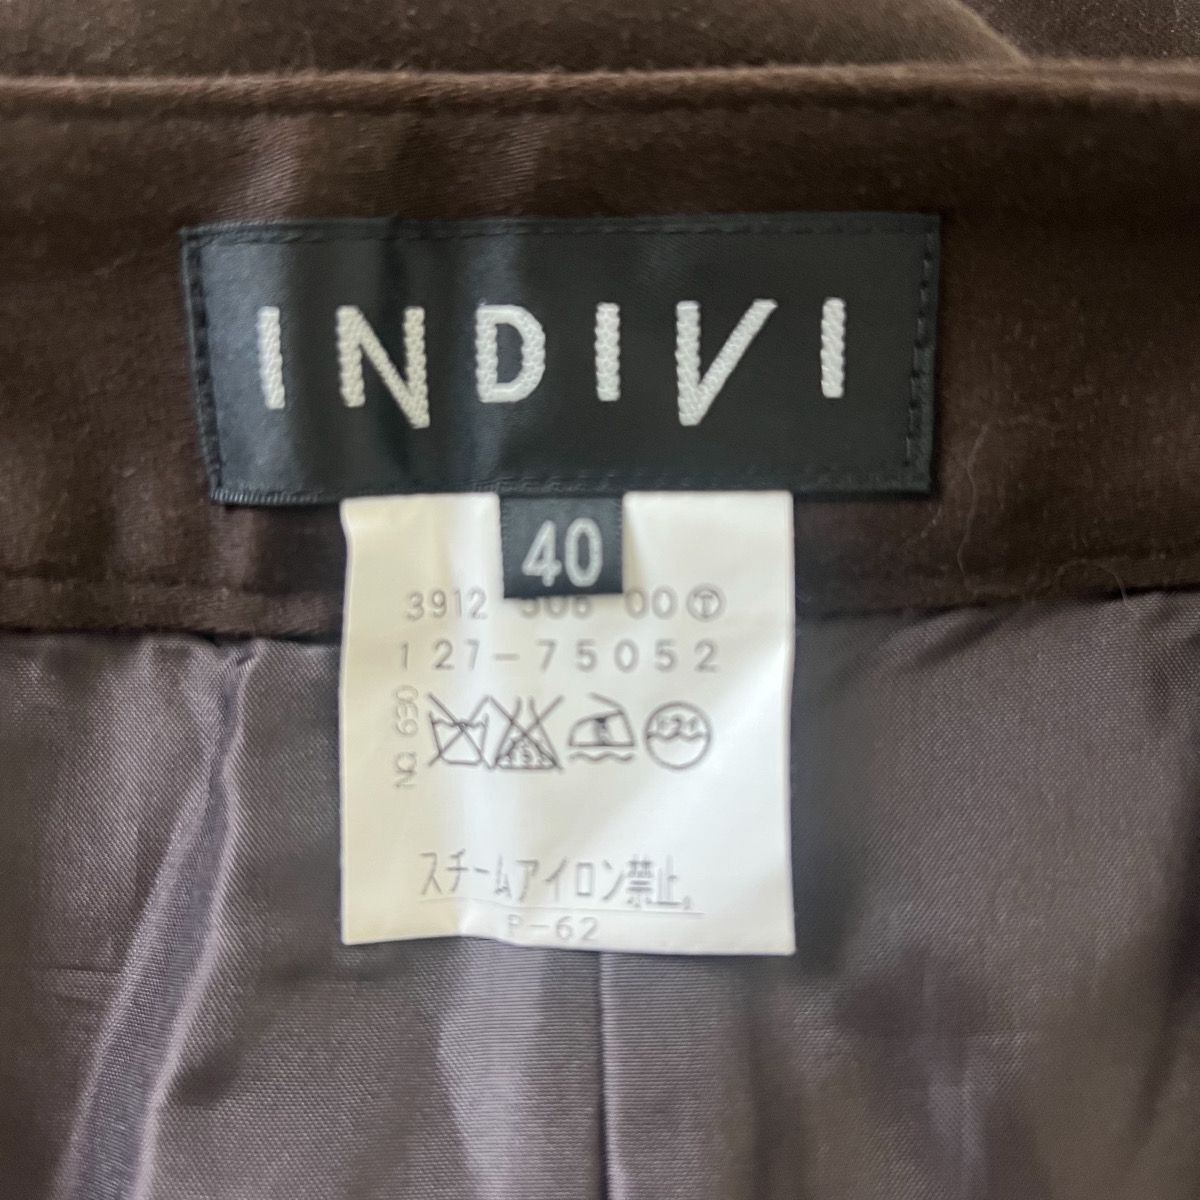 INDIVI
40
3912 506 00 Ⓣ
127-75052
NO. 630
スチームアイロン禁止。
P-62